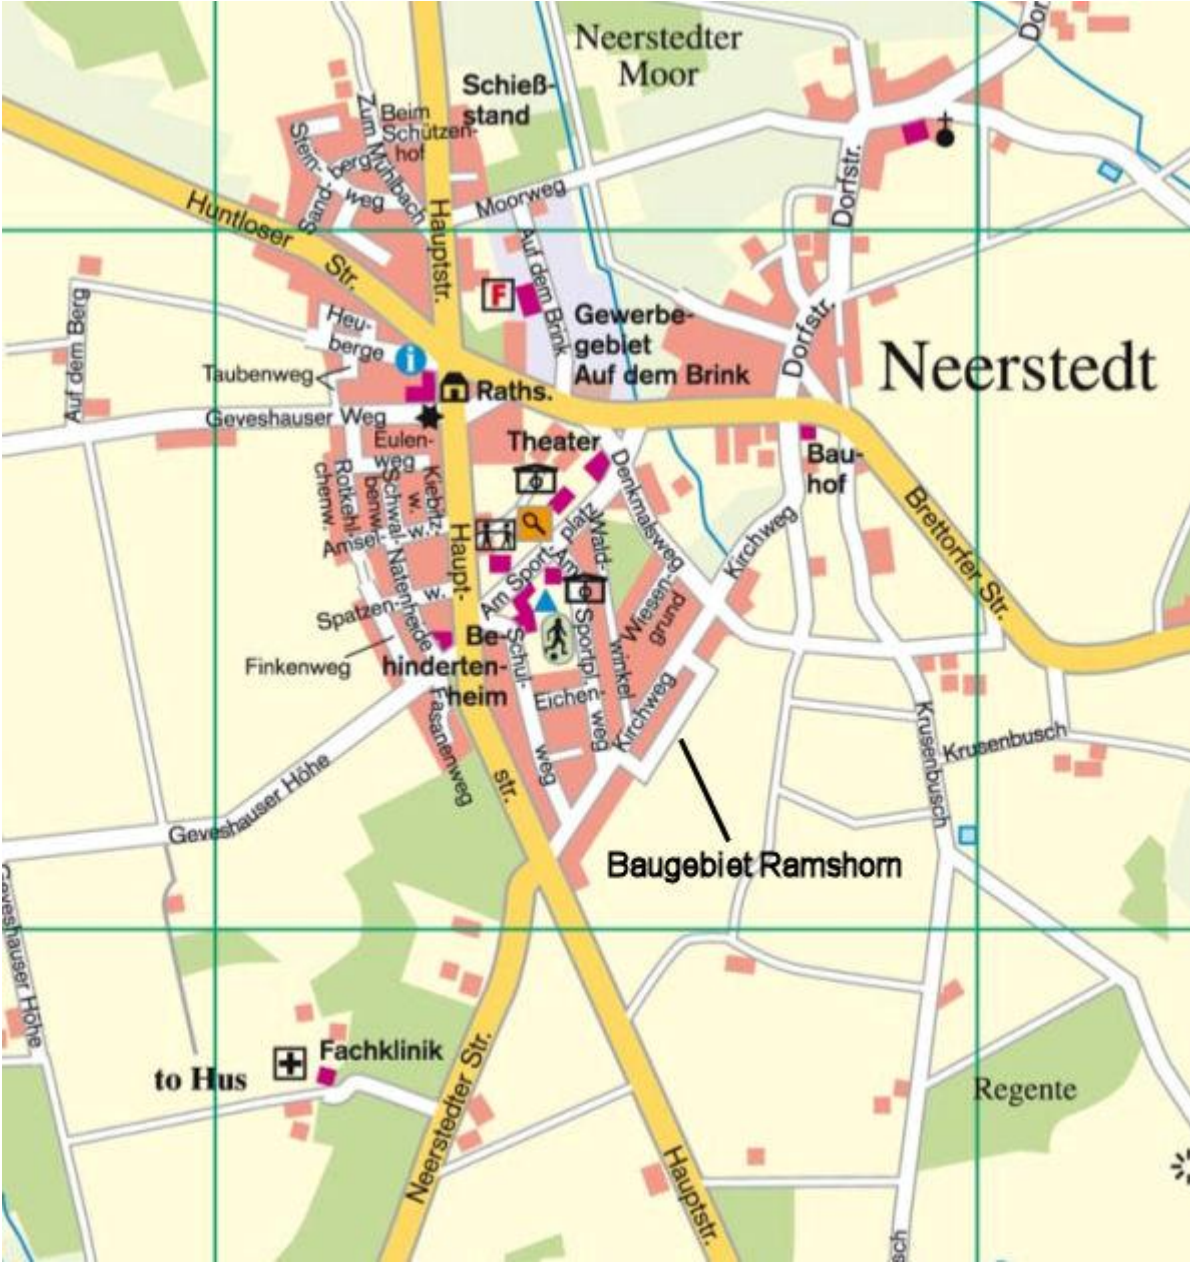 Neerstedter
Moor
Dor
Schieß-
stand
Beim
Schützen-
hof
Zum Mühlbach
Stein-
berg
Sand-
weg
Moorweg
Dorfstr.
Huntloser
Str.
Hauptstr.
Auf dem Brink
F
Gewerbe-
gebiet
Auf dem Brink
Dorfstr.
Neerstedt
Auf dem Berg
Heu-
berge
i
Taubenweg
Raths.
Geveshauser Weg
Eulen-
weg
Theater
Bau-
hof
Rotkehl-
chenw.
Schwal-
benw.
Kiebitz-
w.
Denkmalsweg
Brettorfer Str.
Amsel-
w.
Haupt-
Am Sport-
platz
Wald-
winkel
Kirchweg
Natenheide
Spatzen-
w.
Am
Sportpl.
Wiesen-
grund
Finkenweg
Be-
hinderten-
heim
Schul-
weg
Eichen-
weg
Kirchweg
Fasanenweg
str.
Krusenbusch
Krusenbusch
Geveshauser Höhe
Baugebiet Ramshorn
Geveshauser Höhe
Fachklinik
to Hus
Neerstedter Str.
Regente
Hauptstr.
sch